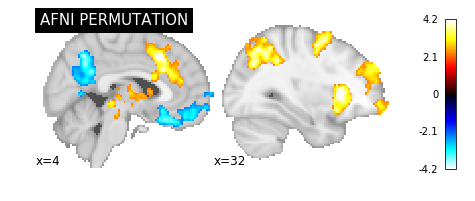 AFNI PERMUTATION
4.2
2.1
0
-2.1
-4.2
x=4
x=32